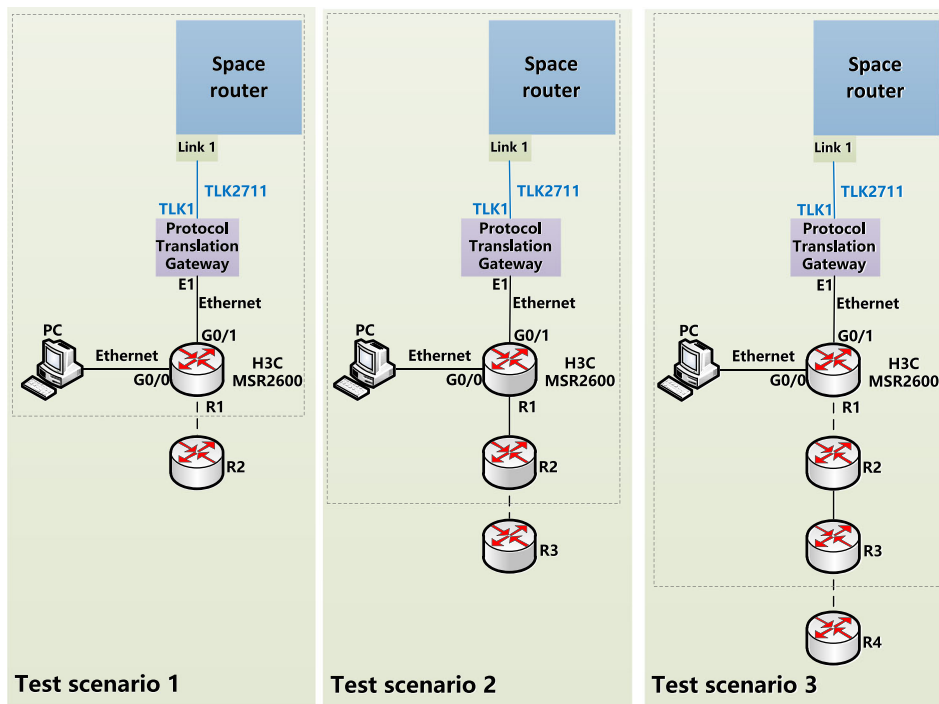 Space
router
Link 1
TLK2711
TLK1
Protocol
Translation
Gateway
E1
Ethernet
PC
G0/1
Ethernet
H3C
G0/0
MSR2600
R1
R2
Test scenario 1
Space
router
Link 1
TLK2711
TLK1
Protocol
Translation
Gateway
E1
Ethernet
PC
G0/1
Ethernet
H3C
G0/0
MSR2600
R1
R2
R3
Test scenario 2
Space
router
Link 1
TLK2711
TLK1
Protocol
Translation
Gateway
E1
Ethernet
PC
G0/1
Ethernet
H3C
G0/0
MSR2600
R1
R2
R3
R4
Test scenario 3